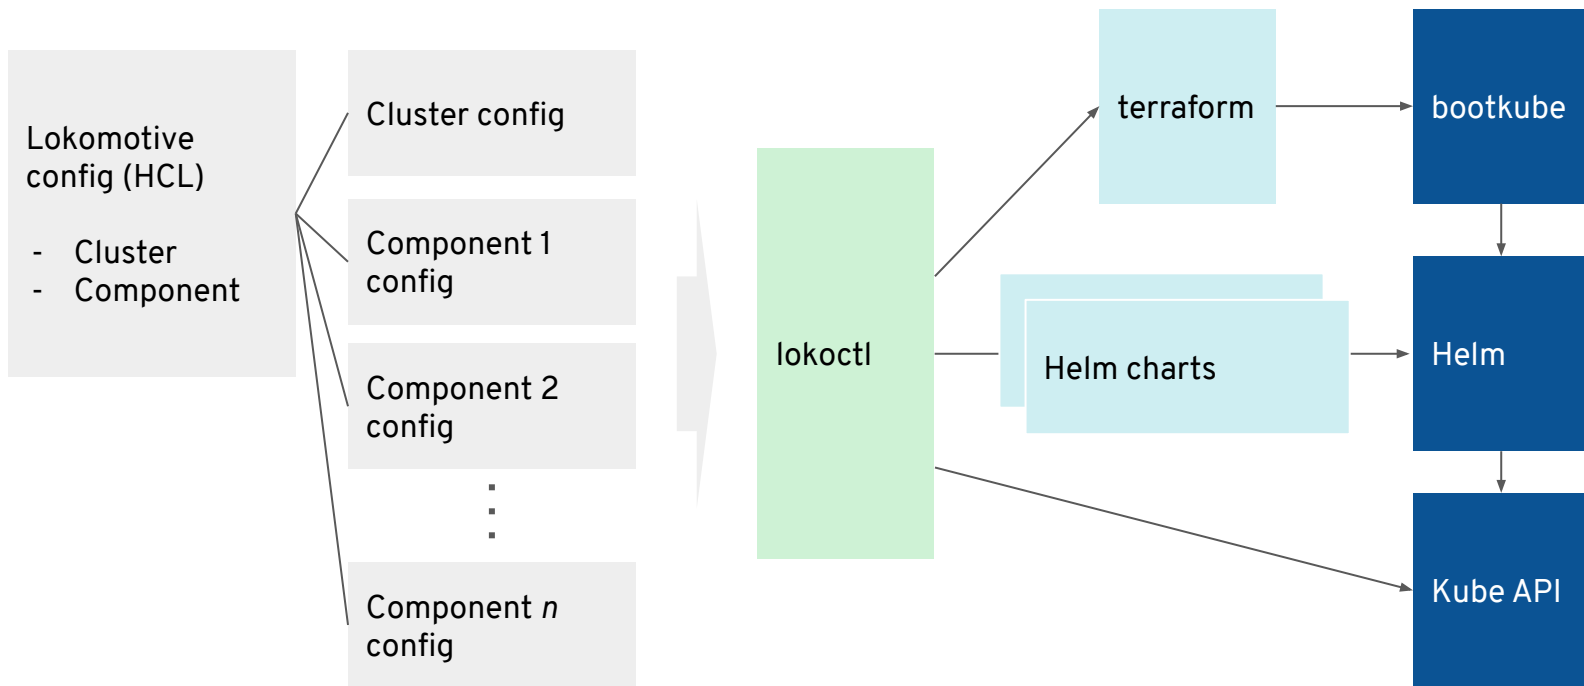 Lokomotive
config (HCL)
- Cluster
- Component
Cluster config
Component 1
config
Component 2
config
Component n
config
lokoctl
terraform
Helm charts
bootkube
Helm
Kube API